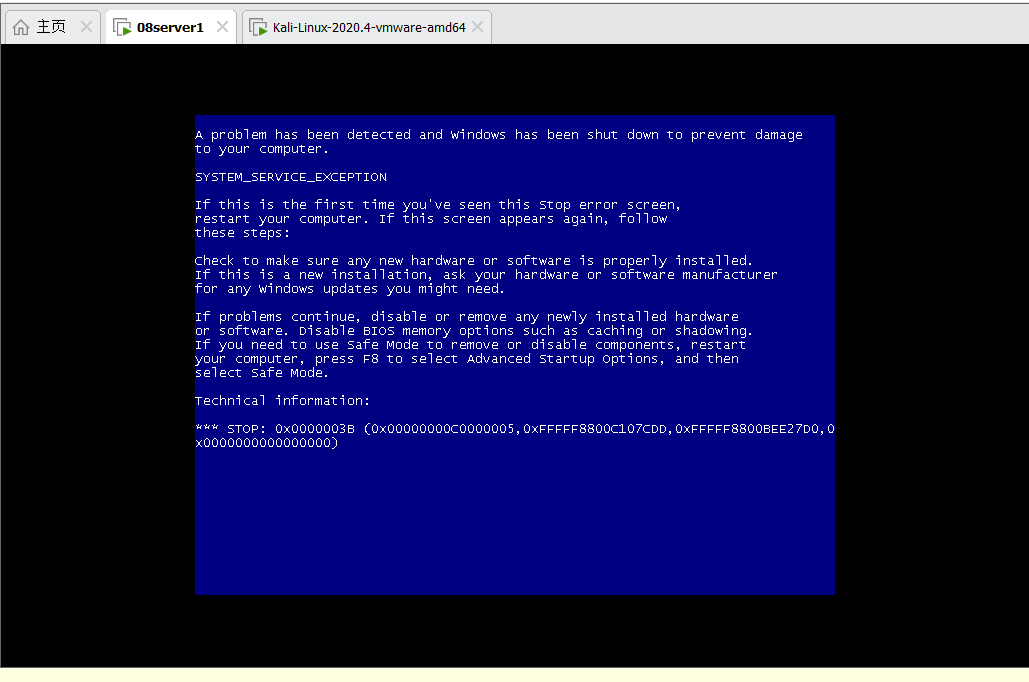 主页
08server1
Kali-Linux-2020.4-vmware-amd64
A problem has been detected and Windows has been shut down to prevent damage
to your computer.
SYSTEM_SERVICE_EXCEPTION
If this is the first time you've seen this Stop error screen,
restart your computer. If this screen appears again, follow
these steps:
Check to make sure any new hardware or software is properly installed.
If this is a new installation, ask your hardware or software manufacturer
for any Windows updates you might need.
If problems continue, disable or remove any newly installed hardware
or software. Disable BIOS memory options such as caching or shadowing.
If you need to use Safe Mode to remove or disable components, restart
your computer, press F8 to select Advanced Startup Options, and then
select Safe Mode.
Technical information:
*** STOP: 0x0000003B (0x00000000C0000005,0xFFFFF8800C107CDD,0xFFFFF8800BEE27D0,0
x0000000000000000)